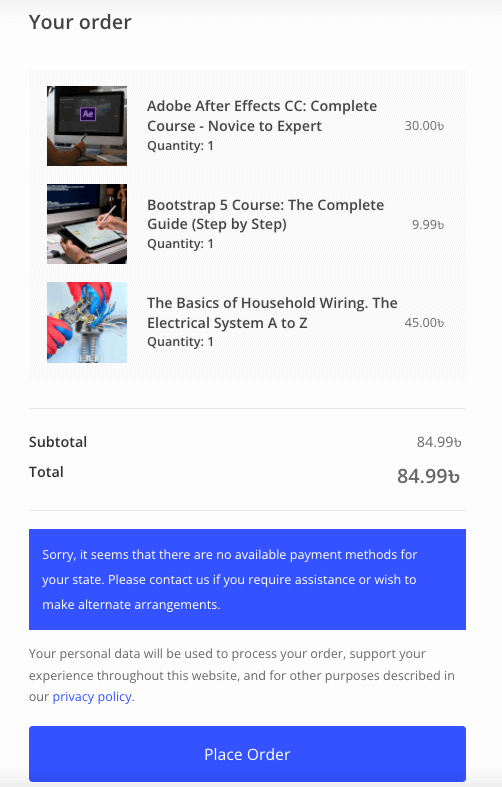 Your order
Ae
Adobe After Effects CC: Complete
Course - Novice to Expert
30.00৳
Quantity: 1
Bootstrap 5 Course: The Complete
Guide (Step by Step)
9.99৳
Quantity: 1
The Basics of Household Wiring. The
Electrical System A to Z
45.00৳
Quantity: 1
Subtotal 84.99৳
Total 84.99৳
Sorry, it seems that there are no available payment methods for
your state. Please contact us if you require assistance or wish to
make alternate arrangements.
Your personal data will be used to process your order, support your
experience throughout this website, and for other purposes described in
our privacy policy.
Place Order